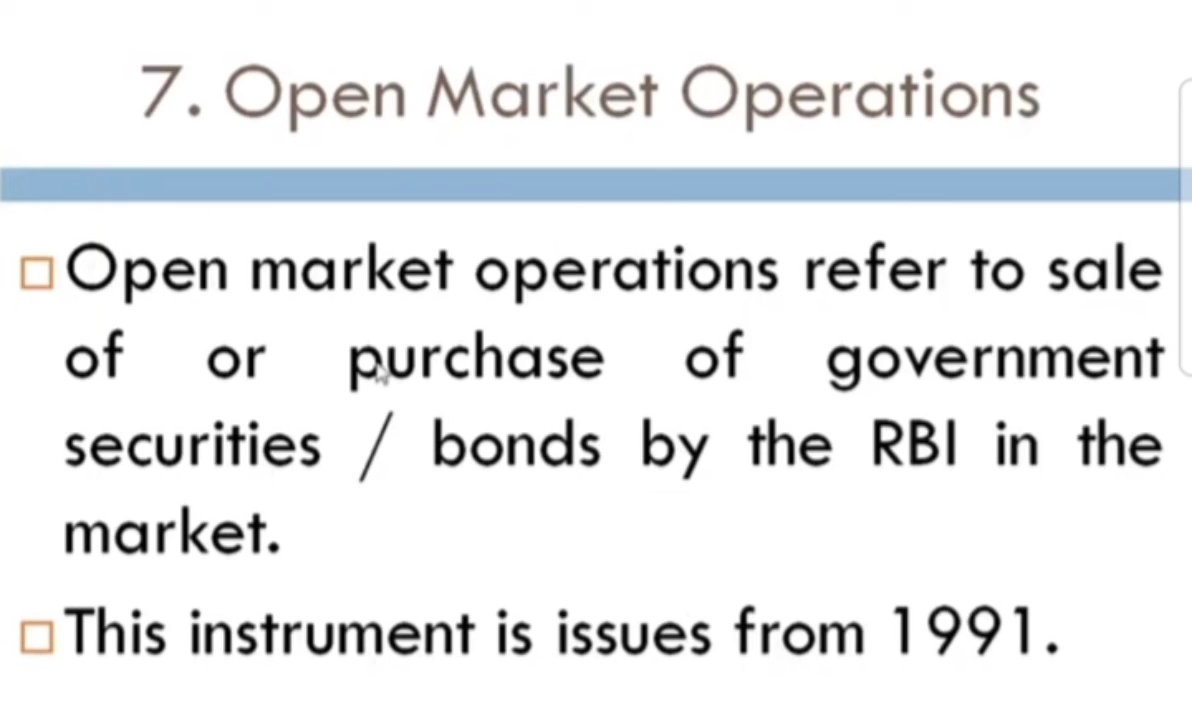 7. Open Market Operations
Open market operations refer to sale
of or purchase of government
securities / bonds by the RBI in the
market.
This instrument is issues from 1991.